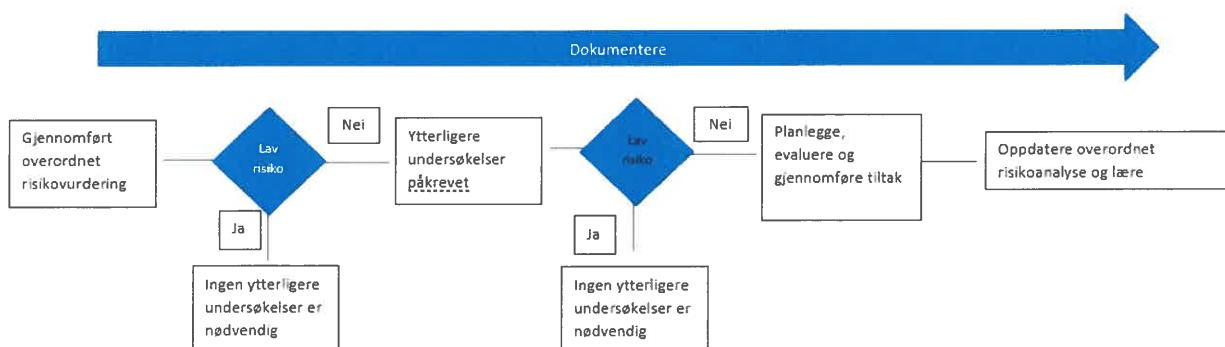 Dokumentere
Gjennomført
overordnet
risikovurdering
Lav
risiko
Nei
Ja
Ingen ytterligere
undersøkelser er
nødvendig
Ytterligere
undersøkelser
påkrevet
Lav
risiko
Nei
Ja
Ingen ytterligere
undersøkelser er
nødvendig
Planlegge,
evaluere og
gjennomføre tiltak
Oppdatere overordnet
risikoanalyse og lære